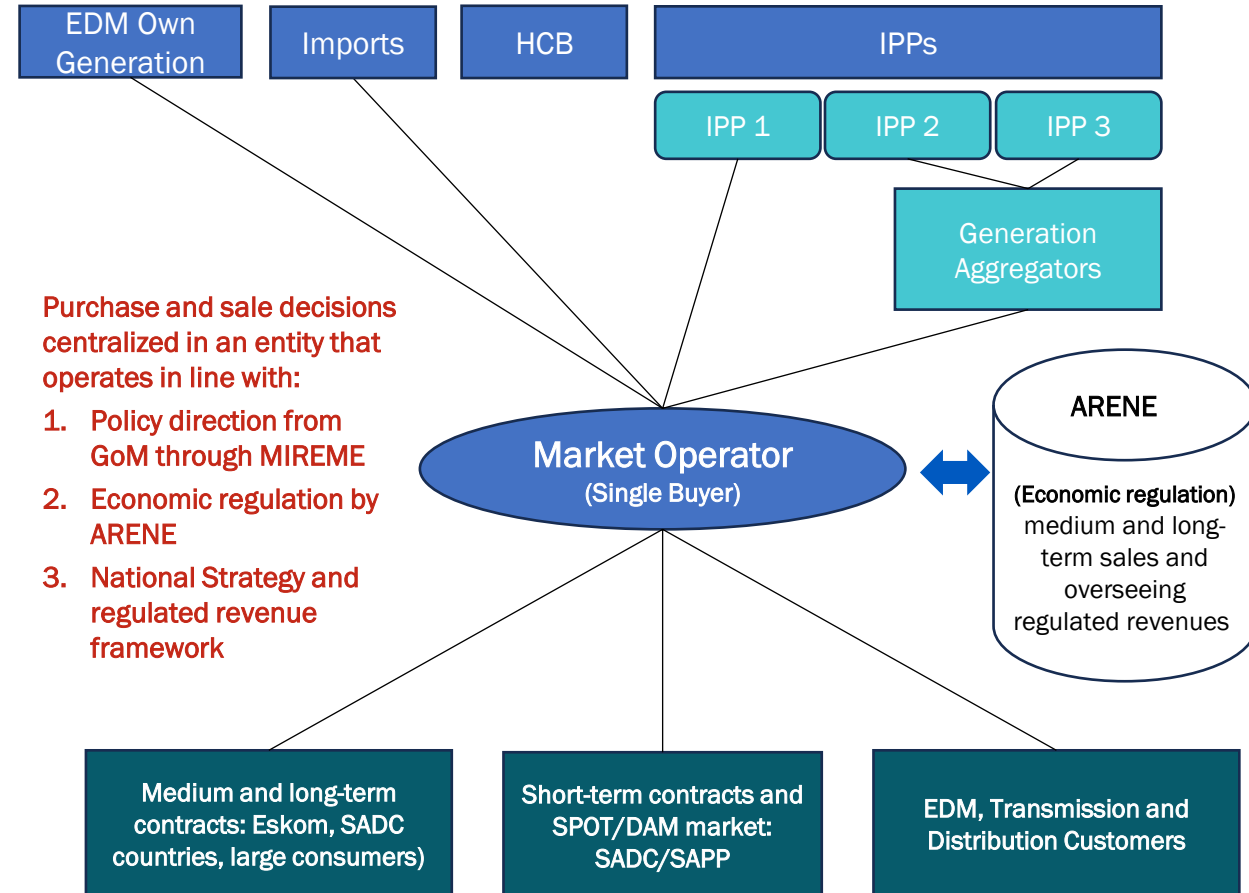 EDM Own
Generation
Imports
HCB
IPPs
IPP 1
IPP 2
IPP 3
Generation
Aggregators
Purchase and sale decisions
centralized in an entity that
operates in line with:
1. Policy direction from
GoM through MIREME
2. Economic regulation by
ARENE
3. National Strategy and
regulated revenue
framework
Market Operator
(Single Buyer)
ARENE
(Economic regulation)
medium and long-
term sales and
overseeing
regulated revenues
Medium and long-term
contracts: Eskom, SADC
countries, large consumers)
Short-term contracts and
SPOT/DAM market:
SADC/SAPP
EDM, Transmission and
Distribution Customers